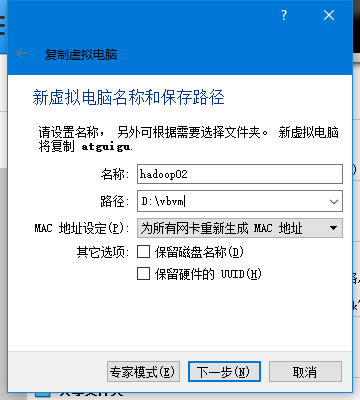 复制虚拟电脑
新虚拟电脑名称和保存路径
请设置名称，另外可根据需要选择文件夹。新虚拟电脑
将复制 atguigu.
名称: hadoop02
路径: D:\vbvm
MAC 地址设定(P): 为所有网卡重新生成 MAC 地址
其它选项: 保留磁盘名称(D)
保留硬件的 UUID(H)
专家模式(E) 下一步(N) 取消